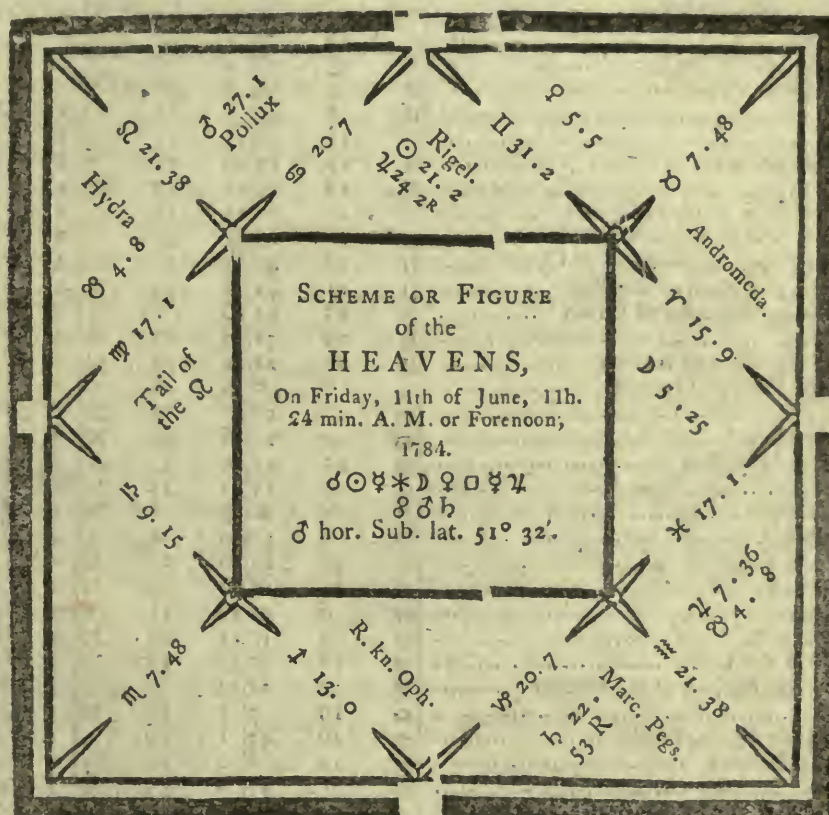 ♂ 27. 1
Pollux
♌ 21. 38
♋ 20 7
Rigel.
☉ 21. 2
♃24 2R
♊ 31. 2
♀ 5. 5
♉ 7. 48
Hydra
☊ 4. 8
Andromeda.
♈ 15. 9
☽ 5. 25
♍ 17. 1
Tail of
the ♌
SCHEME OR FIGURE
of the
HEAVENS,
On Friday, 11th of June, 11h.
24 min. A. M. or Forenoon,
1784.
☌☉☿⚹☽♀□☿♃
☍♂♄
♂ hor. Sub. lat. 51° 32'.
♎ 9. 15
♓ 17. 1.
♃ 7. 36
☋ 4. 8
♒ 21. 38
♏ 7. 48
♐ 13. 0
R. kn. Oph.
♑ 20. 7
Marc. Pegs.
♄ 22.
53 R